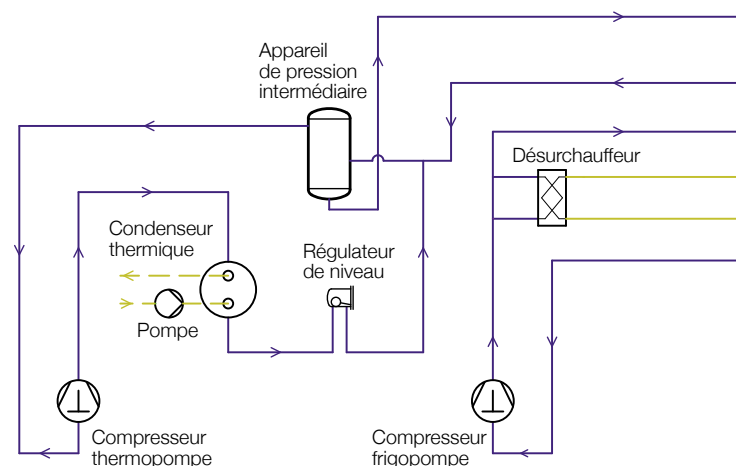 Appareil
de pression
intermédiaire
Désurchauffeur
Condenseur
thermique
Régulateur
de niveau
Pompe
Compresseur
thermopompe
Compresseur
frigopompe